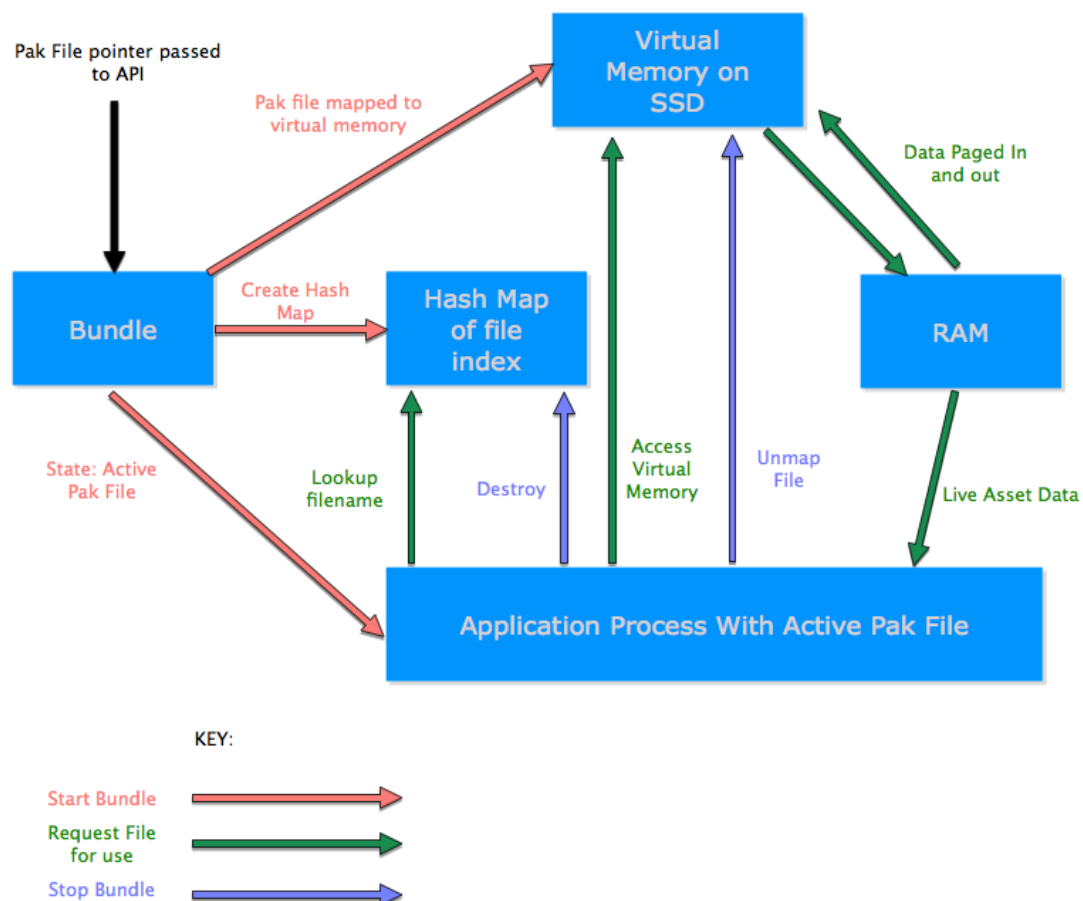 Pak File pointer passed
to API
Virtual
Memory on
SSD
Pak file mapped to
virtual memory
Data Paged In
and out
Bundle
Create Hash
Map
Hash Map
of file
index
RAM
State: Active
Pak File
Lookup
filename
Destroy
Access
Virtual
Memory
Unmap
File
Live Asset Data
Application Process With Active Pak File
KEY:
Start Bundle
Request File
for use
Stop Bundle